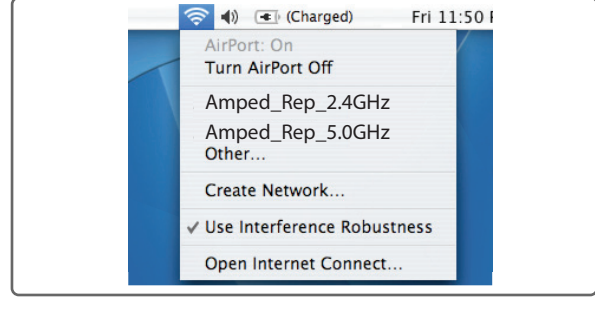 (Charged) Fri 11:50
AirPort: On
Turn AirPort Off
Amped_Rep_2.4GHz
Amped_Rep_5.0GHz
Other...
Create Network...
✓ Use Interference Robustness
Open Internet Connect...